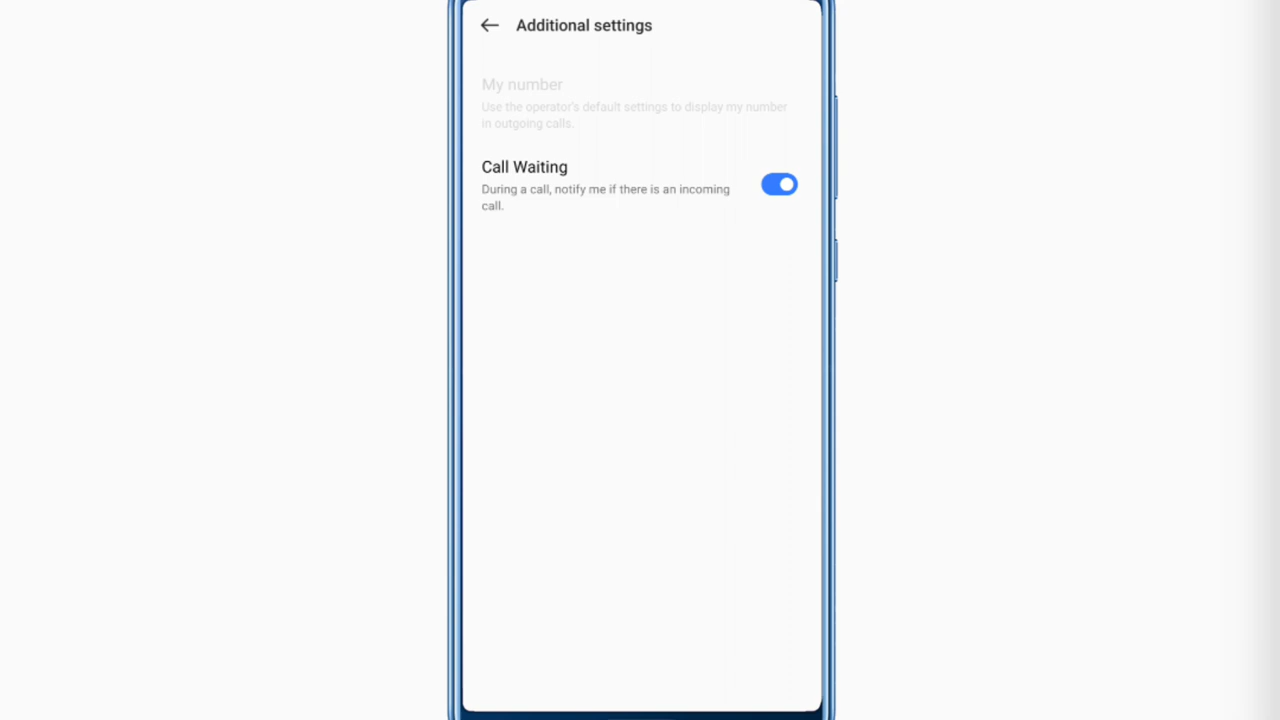 Additional settings
My number
Use the operator's default settings to display my number
in outgoing calls.
Call Waiting
During a call, notify me if there is an incoming
call.